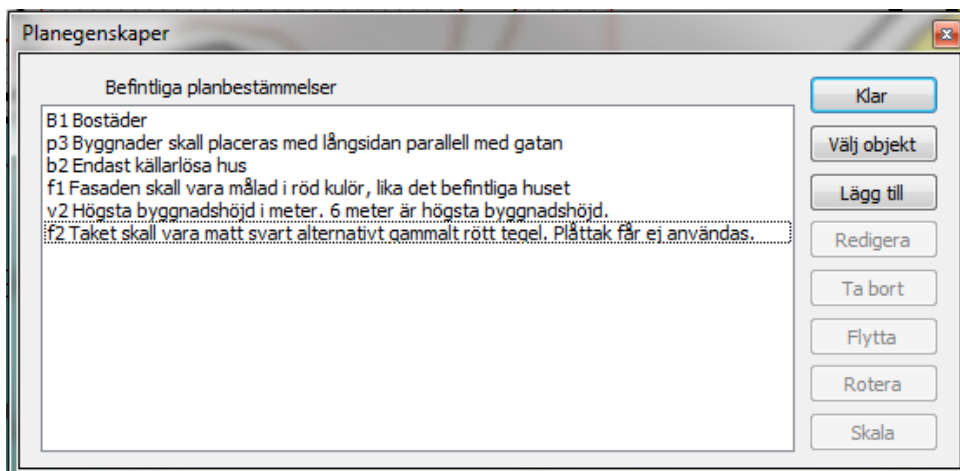 Planegenskaper
Befintliga planbestämmelser
B1 Bostäder
p3 Byggnader skall placeras med långsidan parallell med gatan
b2 Endast källarlösa hus
f1 Fasaden skall vara målad i röd kulör, lika det befintliga huset
v2 Högsta byggnadshöjd i meter. 6 meter är högsta byggnadshöjd.
f2 Taket skall vara matt svart alternativt gammalt rött tegel. Plåttak får ej användas.
Klar
Välj objekt
Lägg till
Redigera
Ta bort
Flytta
Rotera
Skala